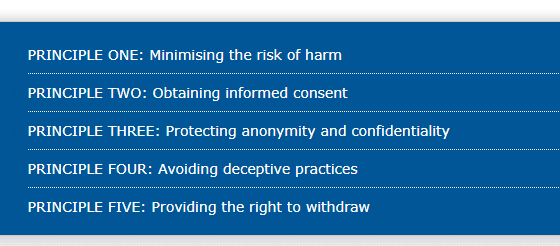 PRINCIPLE ONE: Minimising the risk of harm
PRINCIPLE TWO: Obtaining informed consent
PRINCIPLE THREE: Protecting anonymity and confidentiality
PRINCIPLE FOUR: Avoiding deceptive practices
PRINCIPLE FIVE: Providing the right to withdraw